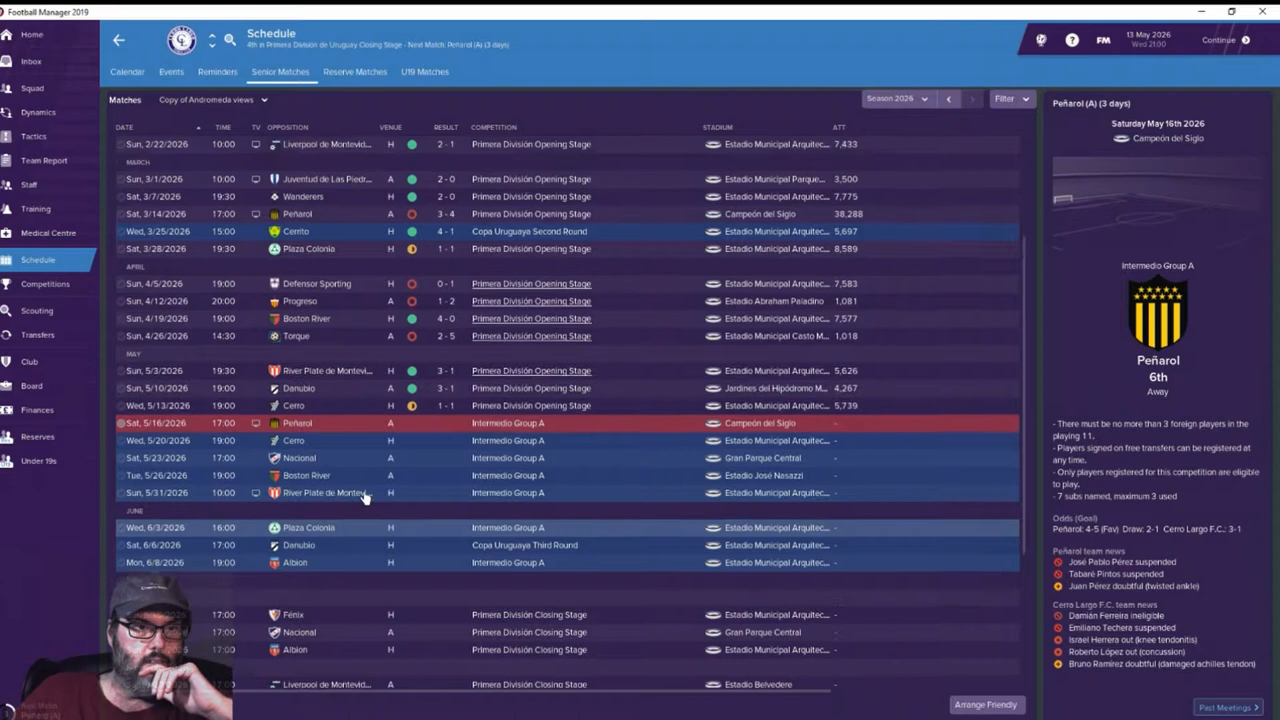 Football Manager 2019
Home
Schedule
4th in Primera División de Uruguay Closing Stage - Next Match: Peñarol (A) (3 days)
FM
13 May 2026
Wed 21:00
Continue
Inbox
Squad
Dynamics
Tactics
Team Report
Staff
Training
Medical Centre
Schedule
Competitions
Scouting
Transfers
Club
Board
Finances
Reserves
Under 19s
Calendar Events Reminders Senior Matches Reserve Matches U19 Matches
Matches Copy of Andromeda views Season 2026 Filter
DATE TIME TV OPPOSITION VENUE RESULT COMPETITION STADIUM ATT
Sun, 2/22/2026 10:00 Liverpool de Montevid... H 2 - 1 Primera División Opening Stage Estadio Municipal Arquitec... 7,433
MARCH
Sun, 3/1/2026 10:00 Juventud de Las Piedr... A 2 - 0 Primera División Opening Stage Estadio Municipal Parque... 3,500
Sat, 3/7/2026 19:30 Wanderers H 2 - 0 Primera División Opening Stage Estadio Municipal Arquitec... 7,775
Sat, 3/14/2026 17:00 Peñarol A 3 - 4 Primera División Opening Stage Campeón del Siglo 38,288
Wed, 3/25/2026 15:00 Cerrito H 4 - 1 Copa Uruguaya Second Round Estadio Municipal Arquitec... 5,697
Sat, 3/28/2026 19:30 Plaza Colonia H 1 - 1 Primera División Opening Stage Estadio Municipal Arquitec... 8,589
APRIL
Sun, 4/5/2026 19:00 Defensor Sporting H 0 - 1 Primera División Opening Stage Estadio Municipal Arquitec... 7,583
Sun, 4/12/2026 20:00 Progreso A 1 - 2 Primera División Opening Stage Estadio Abraham Paladino 1,081
Sun, 4/19/2026 19:00 Boston River H 4 - 0 Primera División Opening Stage Estadio Municipal Arquitec... 7,577
Sun, 4/26/2026 14:30 Torque A 2 - 5 Primera División Opening Stage Estadio Municipal Casto M... 1,018
MAY
Sun, 5/3/2026 19:30 River Plate de Montevi... H 3 - 1 Primera División Opening Stage Estadio Municipal Arquitec... 5,626
Sun, 5/10/2026 19:00 Danubio A 3 - 1 Primera División Opening Stage Jardines del Hipódromo M... 4,267
Wed, 5/13/2026 19:00 Cerro H 1 - 1 Primera División Opening Stage Estadio Municipal Arquitec... 5,739
Sat, 5/16/2026 17:00 Peñarol A Intermedio Group A Campeón del Siglo -
Wed, 5/20/2026 19:00 Cerro H Intermedio Group A Estadio Municipal Arquitec... -
Sat, 5/23/2026 17:00 Nacional A Intermedio Group A Gran Parque Central -
Tue, 5/26/2026 19:00 Boston River A Intermedio Group A Estadio José Nasazzi -
Sun, 5/31/2026 10:00 River Plate de Montevi... H Intermedio Group A Estadio Municipal Arquitec... -
JUNE
Wed, 6/3/2026 16:00 Plaza Colonia H Intermedio Group A Estadio Municipal Arquitec... -
Sat, 6/6/2026 17:00 Danubio H Copa Uruguaya Third Round Estadio Municipal Arquitec... -
Mon, 6/8/2026 19:00 Albion H Intermedio Group A Estadio Municipal Arquitec... -
17:00 Fénix H Primera División Closing Stage Estadio Municipal Arquitec... -
17:00 Nacional A Primera División Closing Stage Gran Parque Central -
17:00 Albion H Primera División Closing Stage Estadio Municipal Arquitec... -
17:00 Liverpool de Montevid... A Primera División Closing Stage Estadio Belvedere -
Arrange Friendly
Peñarol (A) (3 days)
Saturday May 16th 2026
Campeón del Siglo
Intermedio Group A
Peñarol
6th
Away
- There must be no more than 3 foreign players in the
playing 11.
- Players signed on free transfers can be registered at
any time.
- Only players registered for this competition are eligible
to play.
- 7 subs named, maximum 3 used
Odds (Goal)
Peñarol: 4-5 (Fav) Draw: 2-1 Cerro Largo F.C.: 3-1
Peñarol team news
José Pablo Pérez suspended
Tabaré Pintos suspended
Juan Pérez doubtful (twisted ankle)
Cerro Largo F.C. team news
Damián Ferreira ineligible
Emiliano Techera suspended
Israel Herrera out (knee tendonitis)
Roberto López out (concussion)
Bruno Ramírez doubtful (damaged achilles tendon)
Past Meetings
Next Match
Peñarol (A)